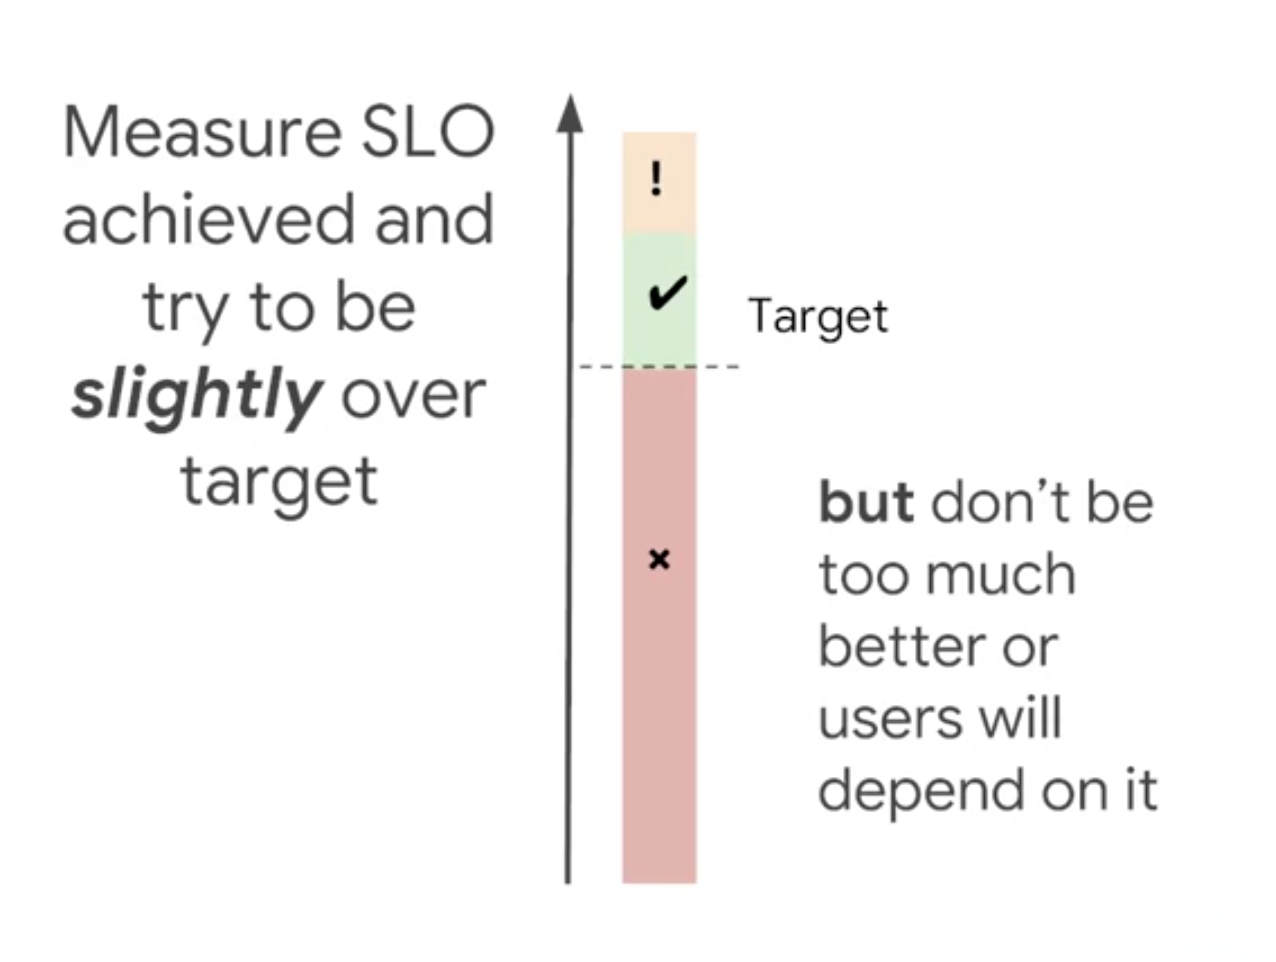 Measure SLO
achieved and
try to be
slightly over
target
!
✔
Target
×
but don’t be
too much
better or
users will
depend on it